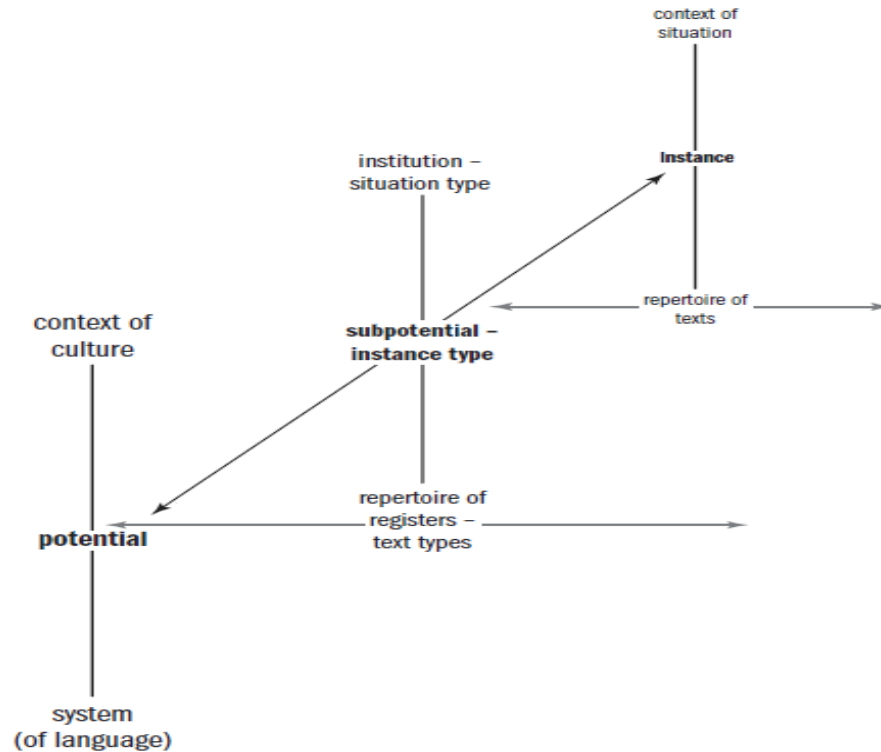 context of
situation
Instance
institution –
situation type
repertoire of
texts
context of
culture
subpotential –
instance type
repertoire of
registers –
text types
potential
system
(of language)